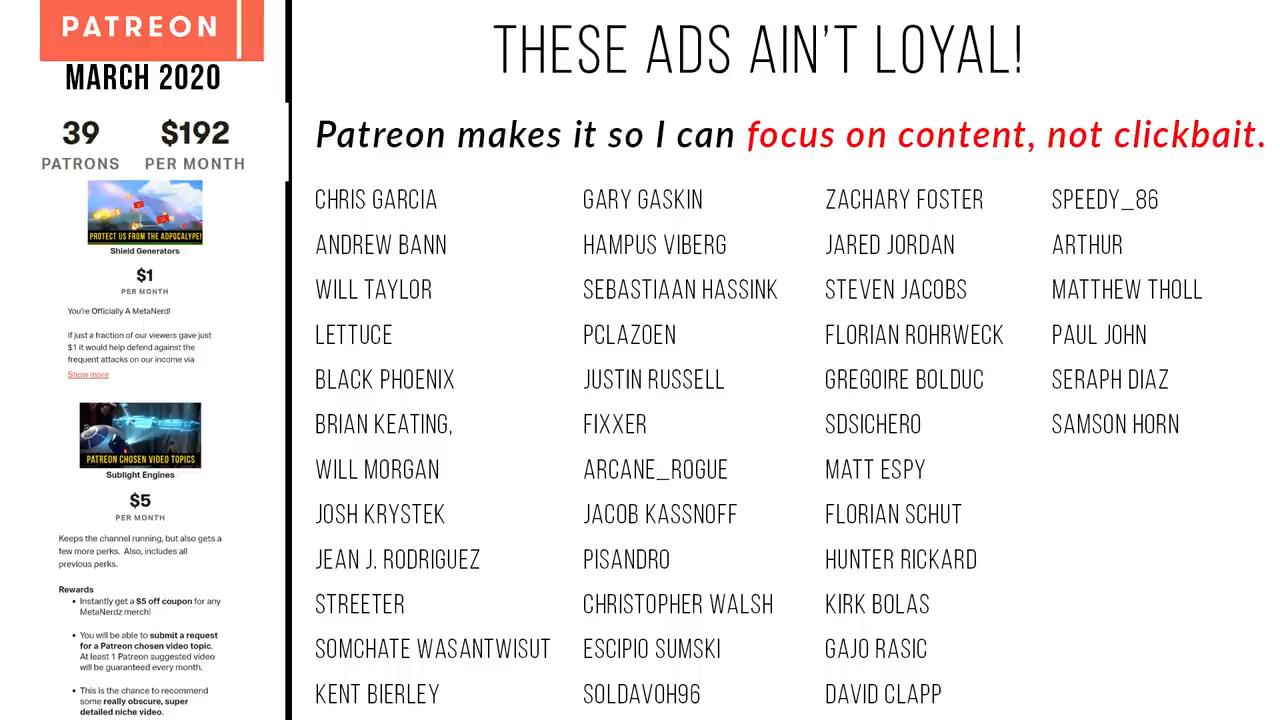 PATREON
MARCH 2020
39 $192
PATRONS PER MONTH
PROTECT US FROM THE ADPOCALYPE!
Shield Generators
$1
PER MONTH
You're Officially A MetaNerd!
If just a fraction of our viewers gave just
$1 it would help defend against the
frequent attacks on our income via
Show more
PATREON CHOSEN VIDEO TOPICS
Sublight Engines
$5
PER MONTH
Keeps the channel running, but also gets a
few more perks. Also, includes all
previous perks.
Rewards
• Instantly get a $5 off coupon for any
MetaNerdz merch!
• You will be able to submit a request
for a Patreon chosen video topic.
At least 1 Patreon suggested video
will be guaranteed every month.
• This is the chance to recommend
some really obscure, super
detailed niche video.
THESE ADS AIN'T LOYAL!
Patreon makes it so I can focus on content, not clickbait.
CHRIS GARCIA GARY GASKIN ZACHARY FOSTER SPEEDY_86
ANDREW BANN HAMPUS VIBERG JARED JORDAN ARTHUR
WILL TAYLOR SEBASTIAAN HASSINK STEVEN JACOBS MATTHEW THOLL
LETTUCE PCLAZOEN FLORIAN ROHRWECK PAUL JOHN
BLACK PHOENIX JUSTIN RUSSELL GREGOIRE BOLDUC SERAPH DIAZ
BRIAN KEATING, FIXXER SDSICHERO SAMSON HORN
WILL MORGAN ARCANE_ROGUE MATT ESPY
JOSH KRYSTEK JACOB KASSNOFF FLORIAN SCHUT
JEAN J. RODRIGUEZ PISANDRO HUNTER RICKARD
STREETER CHRISTOPHER WALSH KIRK BOLAS
SOMCHATE WASANTWISUT ESCIPIO SUMSKI GAJO RASIC
KENT BIERLEY SOLDAVOH96 DAVID CLAPP